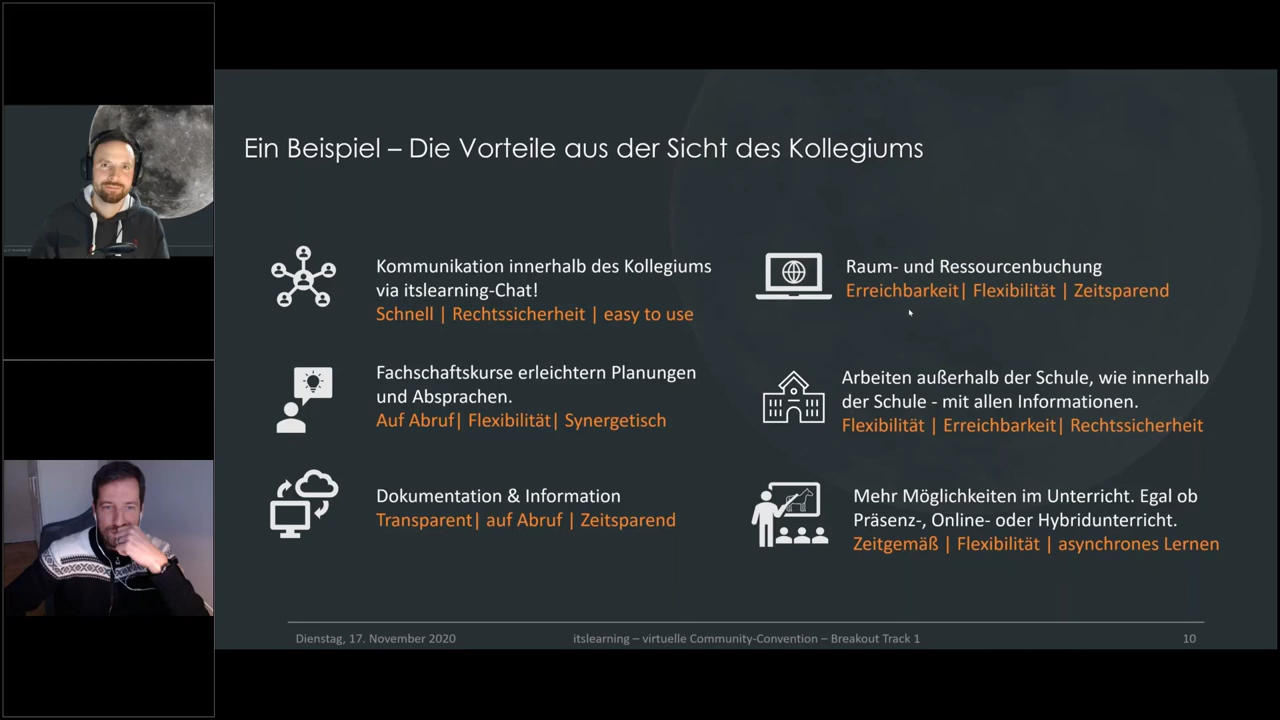 Ein Beispiel – Die Vorteile aus der Sicht des Kollegiums
Kommunikation innerhalb des Kollegiums
via itslearning-Chat!
Schnell | Rechtssicherheit | easy to use
Fachschaftskurse erleichtern Planungen
und Absprachen.
Auf Abruf| Flexibilität| Synergetisch
Dokumentation & Information
Transparent| auf Abruf | Zeitsparend
Raum- und Ressourcenbuchung
Erreichbarkeit| Flexibilität | Zeitsparend
Arbeiten außerhalb der Schule, wie innerhalb
der Schule - mit allen Informationen.
Flexibilität | Erreichbarkeit| Rechtssicherheit
Mehr Möglichkeiten im Unterricht. Egal ob
Präsenz-, Online- oder Hybridunterricht.
Zeitgemäß | Flexibilität | asynchrones Lernen
Dienstag, 17. November 2020
itslearning – virtuelle Community-Convention – Breakout Track 1
10